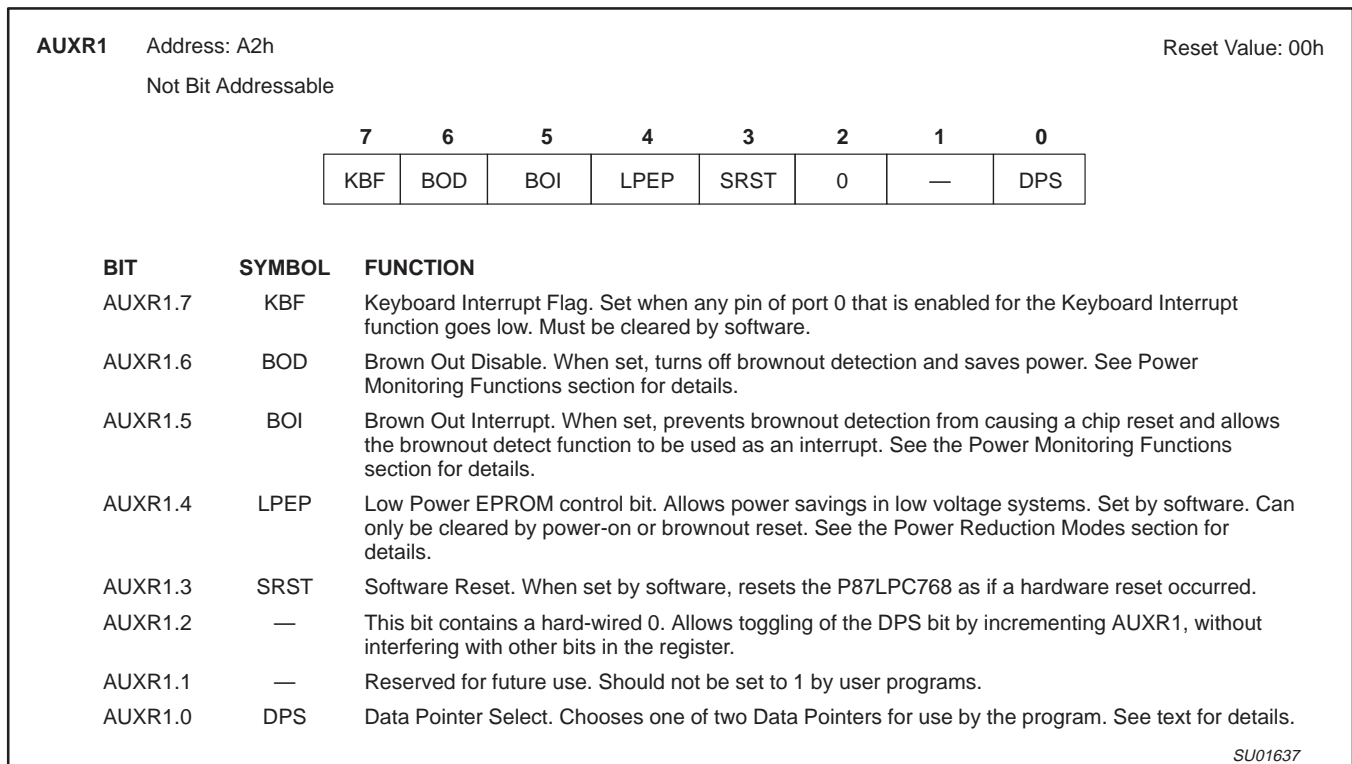 AUXR1 Address: A2h Reset Value: 00h
Not Bit Addressable
7 6 5 4 3 2 1 0
KBF BOD BOI LPEP SRST 0 — DPS
BIT SYMBOL FUNCTION
AUXR1.7 KBF Keyboard Interrupt Flag. Set when any pin of port 0 that is enabled for the Keyboard Interrupt
function goes low. Must be cleared by software.
AUXR1.6 BOD Brown Out Disable. When set, turns off brownout detection and saves power. See Power
Monitoring Functions section for details.
AUXR1.5 BOI Brown Out Interrupt. When set, prevents brownout detection from causing a chip reset and allows
the brownout detect function to be used as an interrupt. See the Power Monitoring Functions
section for details.
AUXR1.4 LPEP Low Power EPROM control bit. Allows power savings in low voltage systems. Set by software. Can
only be cleared by power-on or brownout reset. See the Power Reduction Modes section for
details.
AUXR1.3 SRST Software Reset. When set by software, resets the P87LPC768 as if a hardware reset occurred.
AUXR1.2 — This bit contains a hard-wired 0. Allows toggling of the DPS bit by incrementing AUXR1, without
interfering with other bits in the register.
AUXR1.1 — Reserved for future use. Should not be set to 1 by user programs.
AUXR1.0 DPS Data Pointer Select. Chooses one of two Data Pointers for use by the program. See text for details.
SU01637